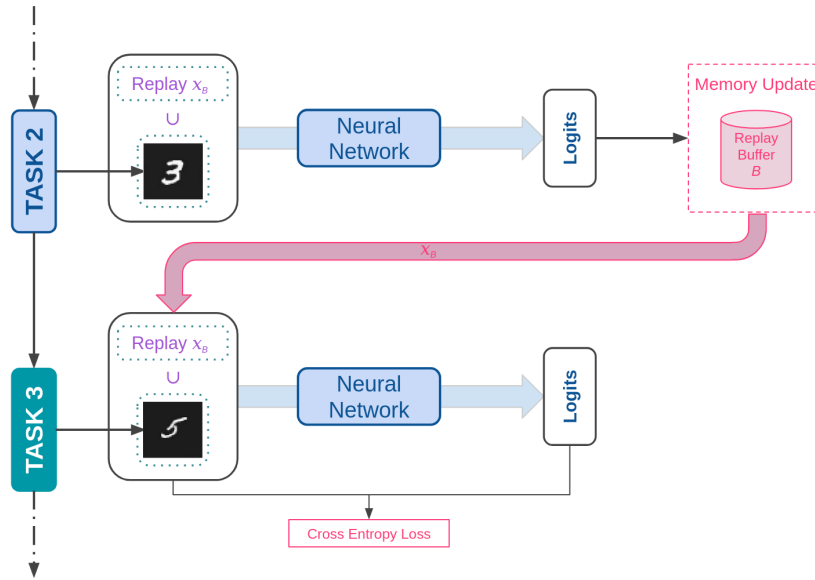 TASK 2
Replay x_B
∪
3
Neural
Network
Logits
Memory Update
Replay
Buffer
B
x_B
TASK 3
Replay x_B
∪
5
Neural
Network
Logits
Cross Entropy Loss